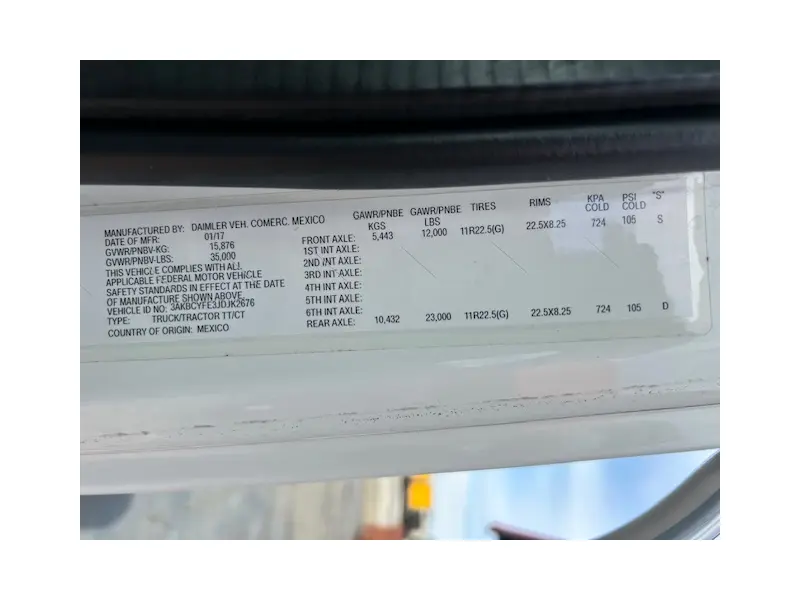 MANUFACTURED BY: DAIMLER VEH. COMERC. MEXICO
DATE OF MFR: 01/17
GVWR/PNBV-KG: 15,876
GVWR/PNBV-LBS: 35,000
THIS VEHICLE COMPLIES WITH ALL
APPLICABLE FEDERAL MOTOR VEHICLE
SAFETY STANDARDS IN EFFECT AT THE DATE
OF MANUFACTURE SHOWN ABOVE.
VEHICLE ID NO: 3AKBCYFE3JDJK2676
TYPE: TRUCK/TRACTOR TT/CT
COUNTRY OF ORIGIN: MEXICO
GAWR/PNBE KGS GAWR/PNBE LBS TIRES RIMS KPA COLD PSI COLD "S"
FRONT AXLE: 5,443 12,000 11R22.5(G) 22.5X8.25 724 105 S
1ST INT AXLE:
2ND INT AXLE:
3RD INT AXLE:
4TH INT AXLE:
5TH INT AXLE:
6TH INT AXLE:
REAR AXLE: 10,432 23,000 11R22.5(G) 22.5X8.25 724 105 D